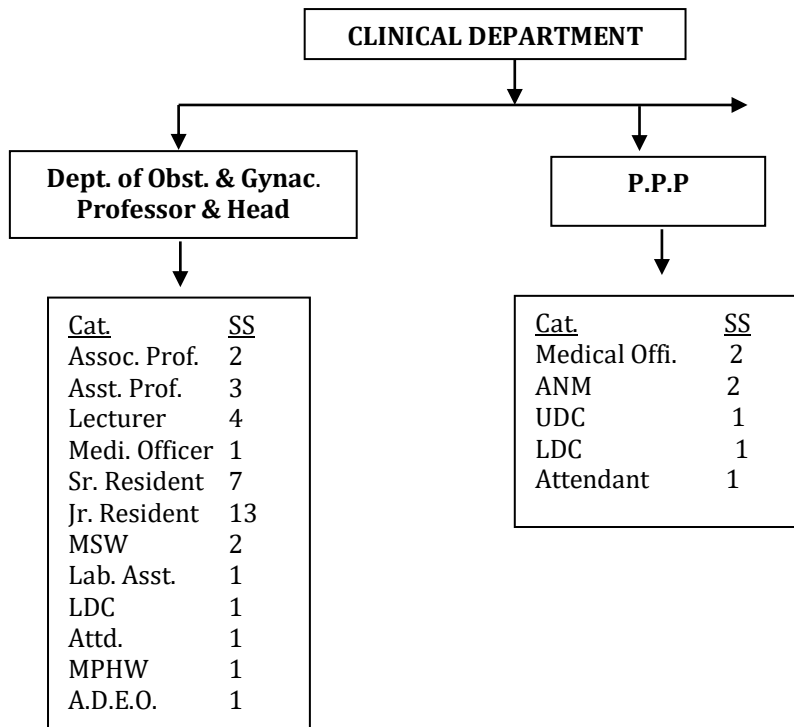 CLINICAL DEPARTMENT
Dept. of Obst. & Gynac.
Professor & Head
Cat. SS
Assoc. Prof. 2
Asst. Prof. 3
Lecturer 4
Medi. Officer 1
Sr. Resident 7
Jr. Resident 13
MSW 2
Lab. Asst. 1
LDC 1
Attd. 1
MPHW 1
A.D.E.O. 1
P.P.P
Cat. SS
Medical Offi. 2
ANM 2
UDC 1
LDC 1
Attendant 1